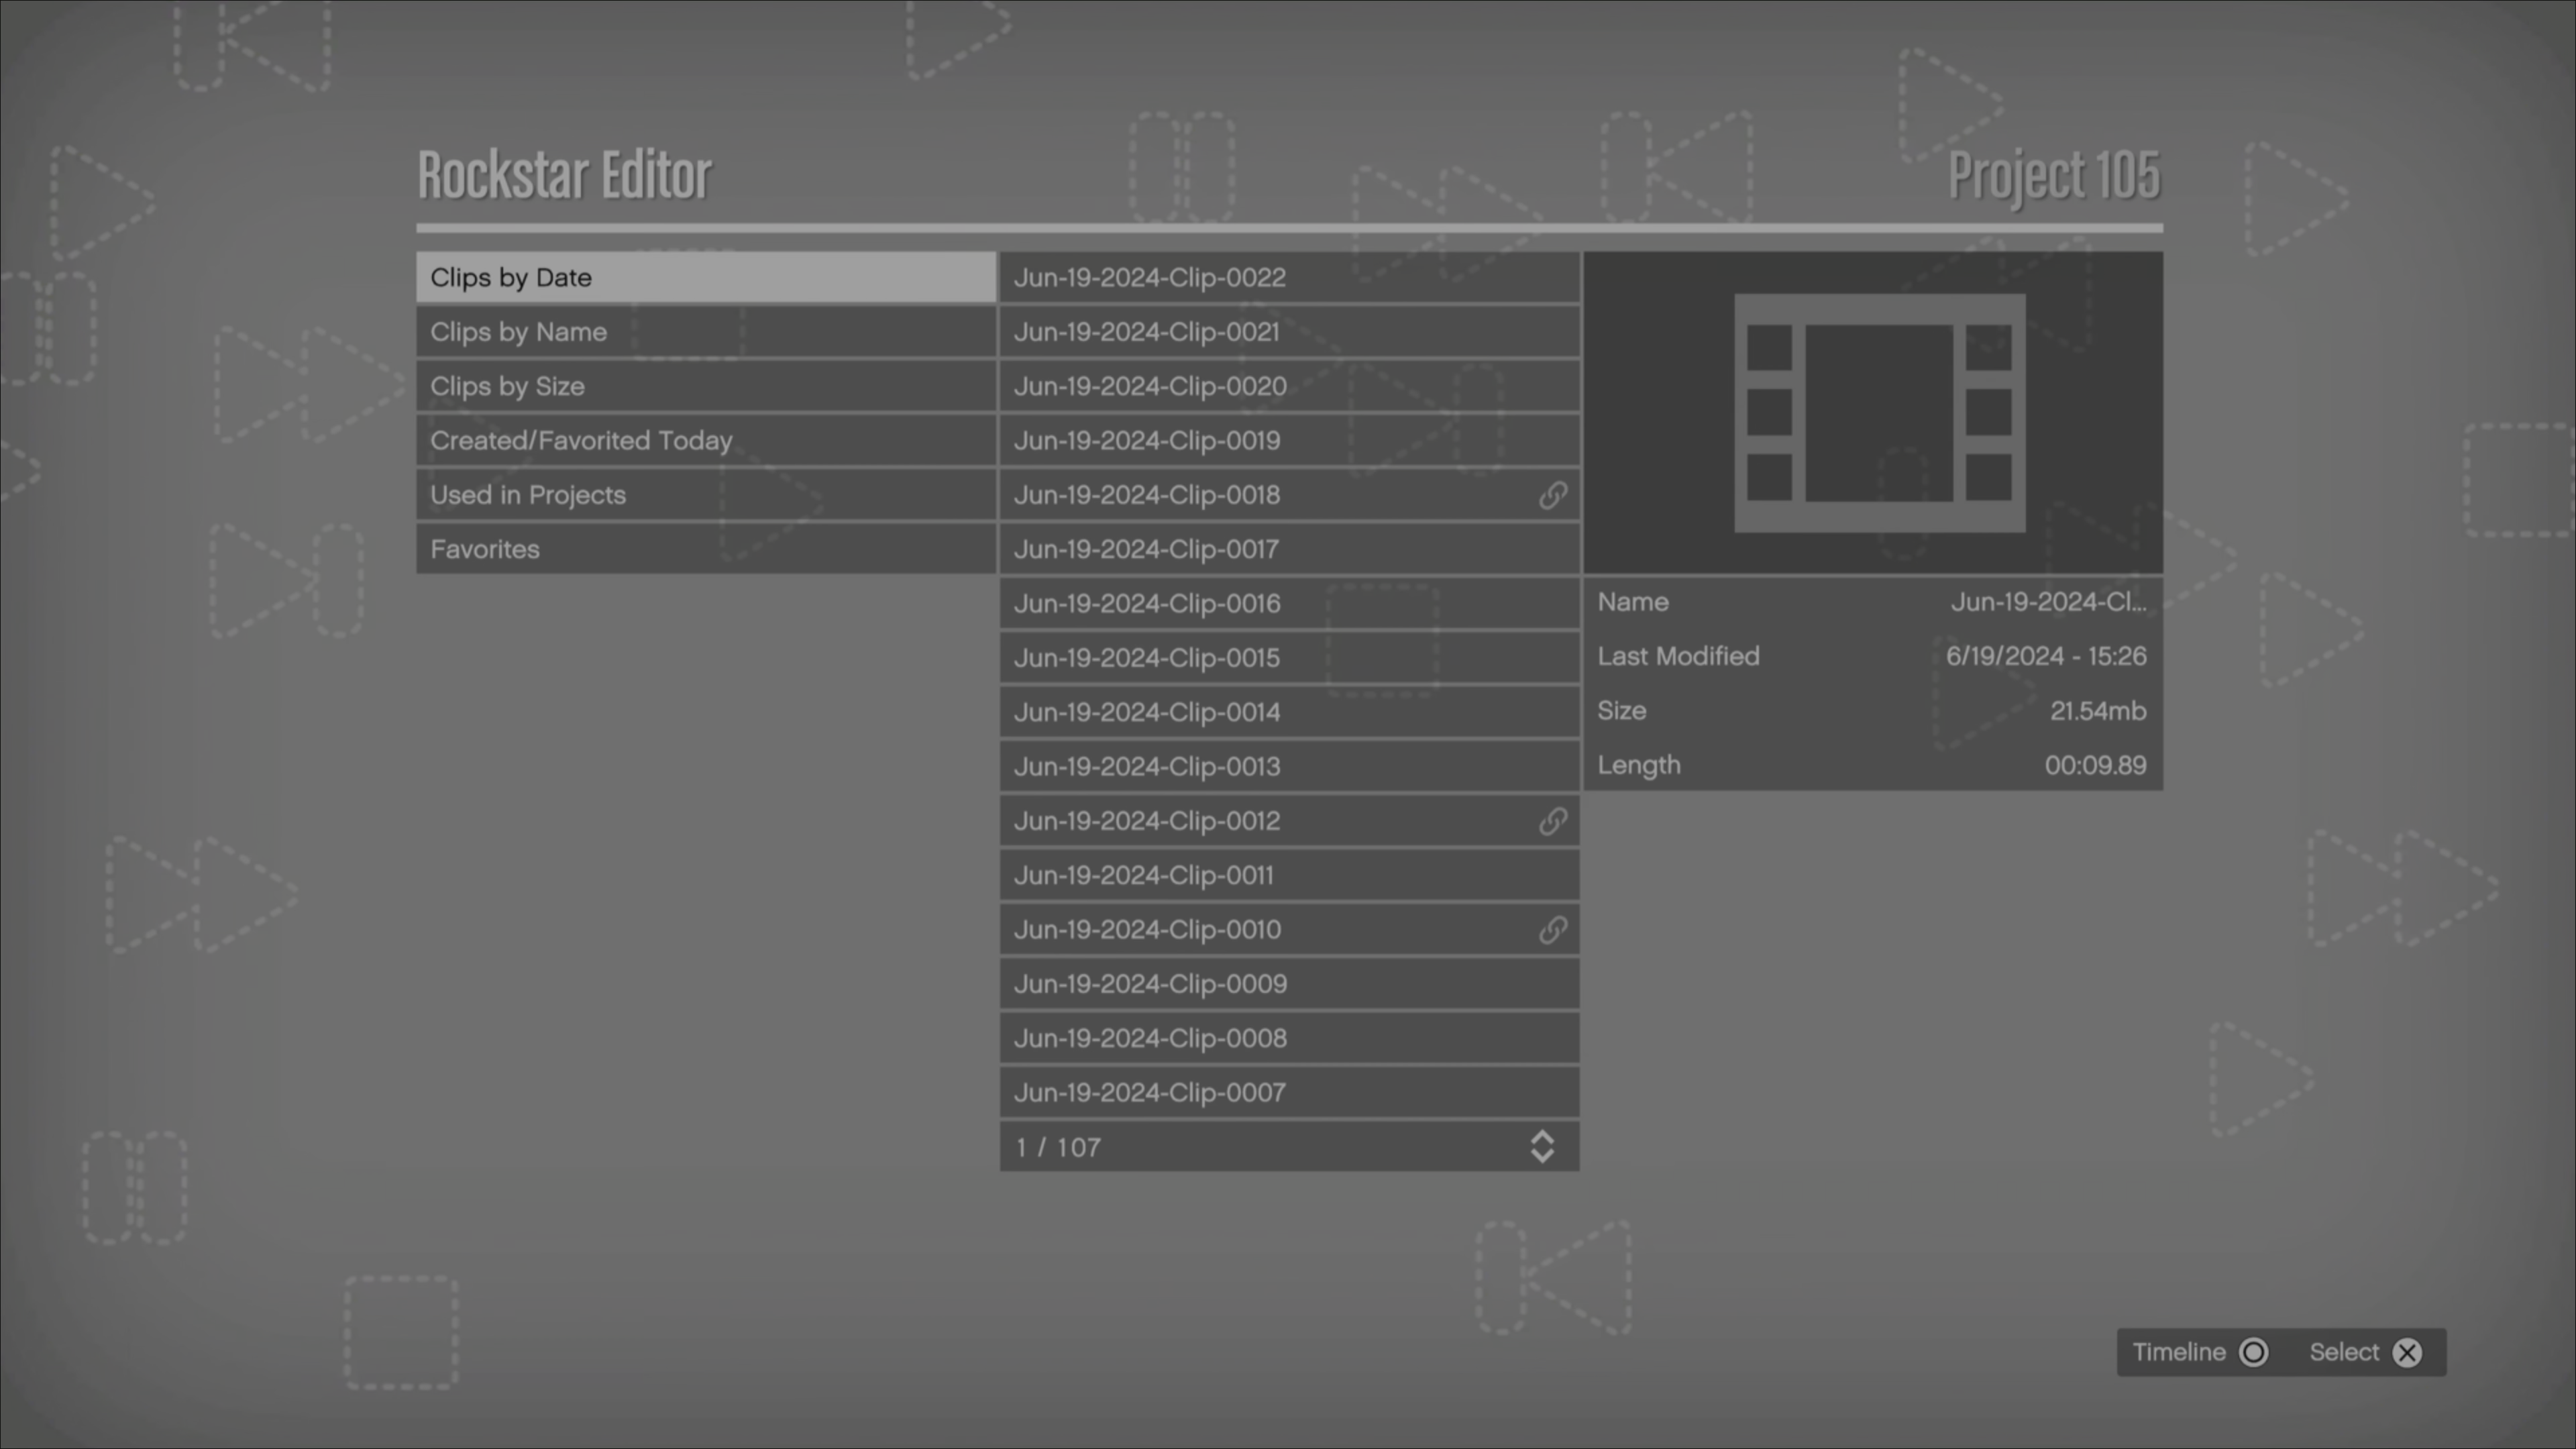 Rockstar Editor
Project 105
Clips by Date
Clips by Name
Clips by Size
Created/Favorited Today
Used in Projects
Favorites
Jun-19-2024-Clip-0022
Jun-19-2024-Clip-0021
Jun-19-2024-Clip-0020
Jun-19-2024-Clip-0019
Jun-19-2024-Clip-0018
Jun-19-2024-Clip-0017
Jun-19-2024-Clip-0016
Jun-19-2024-Clip-0015
Jun-19-2024-Clip-0014
Jun-19-2024-Clip-0013
Jun-19-2024-Clip-0012
Jun-19-2024-Clip-0011
Jun-19-2024-Clip-0010
Jun-19-2024-Clip-0009
Jun-19-2024-Clip-0008
Jun-19-2024-Clip-0007
1 / 107
Name Jun-19-2024-Cl...
Last Modified 6/19/2024 - 15:26
Size 21.54mb
Length 00:09.89
Timeline Select